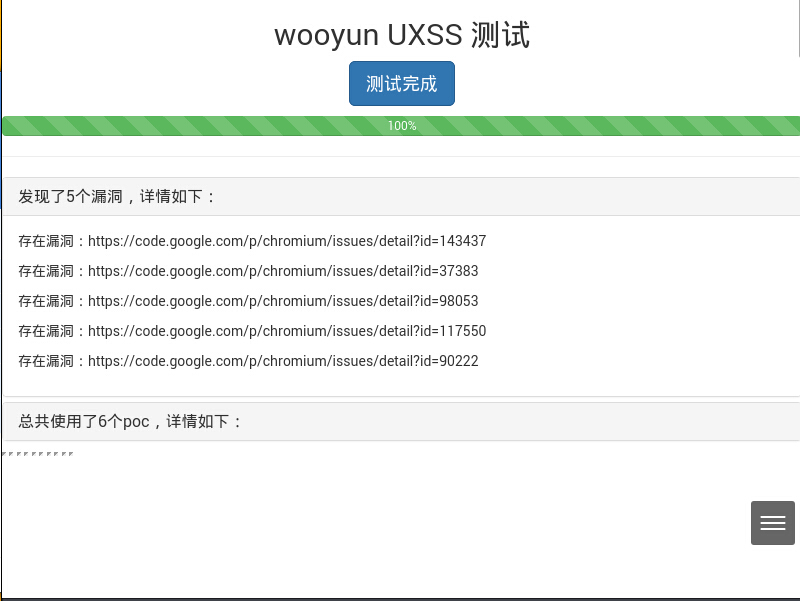 wooyun UXSS 测试
测试完成
100%
发现了5个漏洞，详情如下：
存在漏洞：https://code.google.com/p/chromium/issues/detail?id=143437
存在漏洞：https://code.google.com/p/chromium/issues/detail?id=37383
存在漏洞：https://code.google.com/p/chromium/issues/detail?id=98053
存在漏洞：https://code.google.com/p/chromium/issues/detail?id=117550
存在漏洞：https://code.google.com/p/chromium/issues/detail?id=90222
总共使用了6个poc，详情如下：